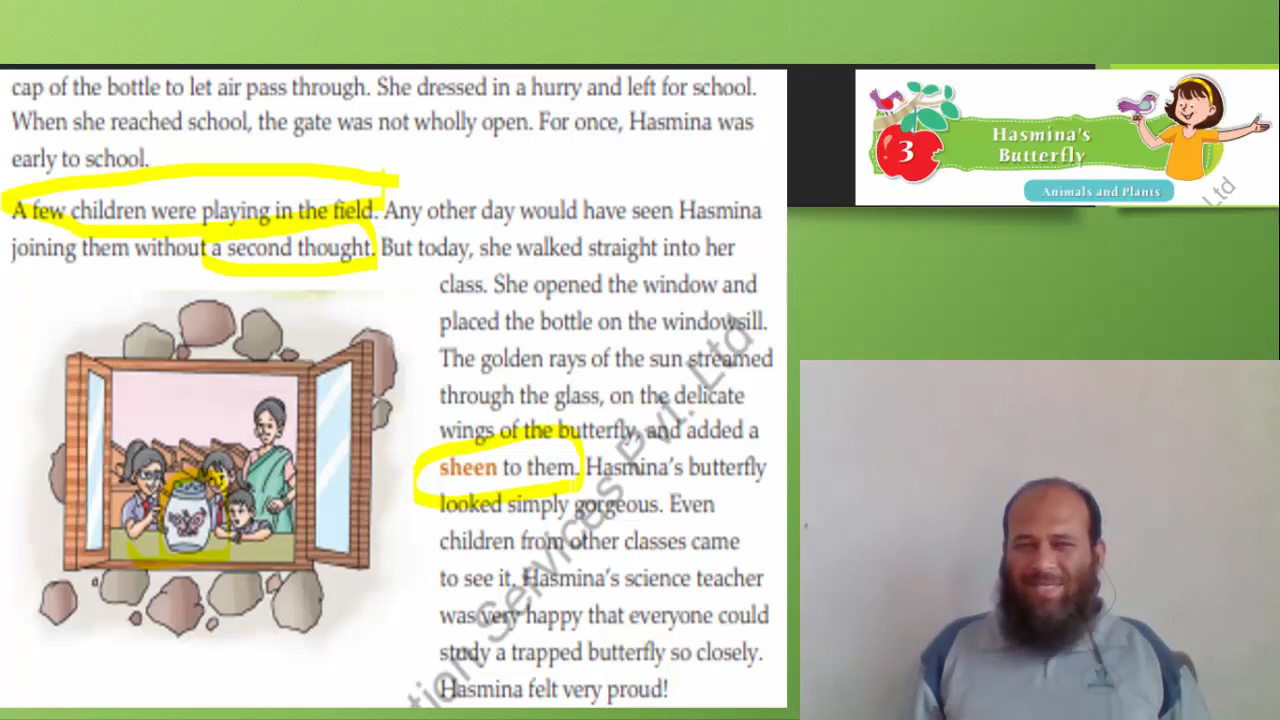 cap of the bottle to let air pass through. She dressed in a hurry and left for school.
When she reached school, the gate was not wholly open. For once, Hasmina was
early to school.
A few children were playing in the field. Any other day would have seen Hasmina
joining them without a second thought. But today, she walked straight into her
class. She opened the window and
placed the bottle on the windowsill.
The golden rays of the sun streamed
through the glass, on the delicate
wings of the butterfly, and added a
sheen to them. Hasmina's butterfly
looked simply gorgeous. Even
children from other classes came
to see it. Hasmina's science teacher
was very happy that everyone could
study a trapped butterfly so closely.
Hasmina felt very proud!
tion Services Pvt. Ltd
3
Hasmina's
Butterfly
Animals and Plants
Ltd